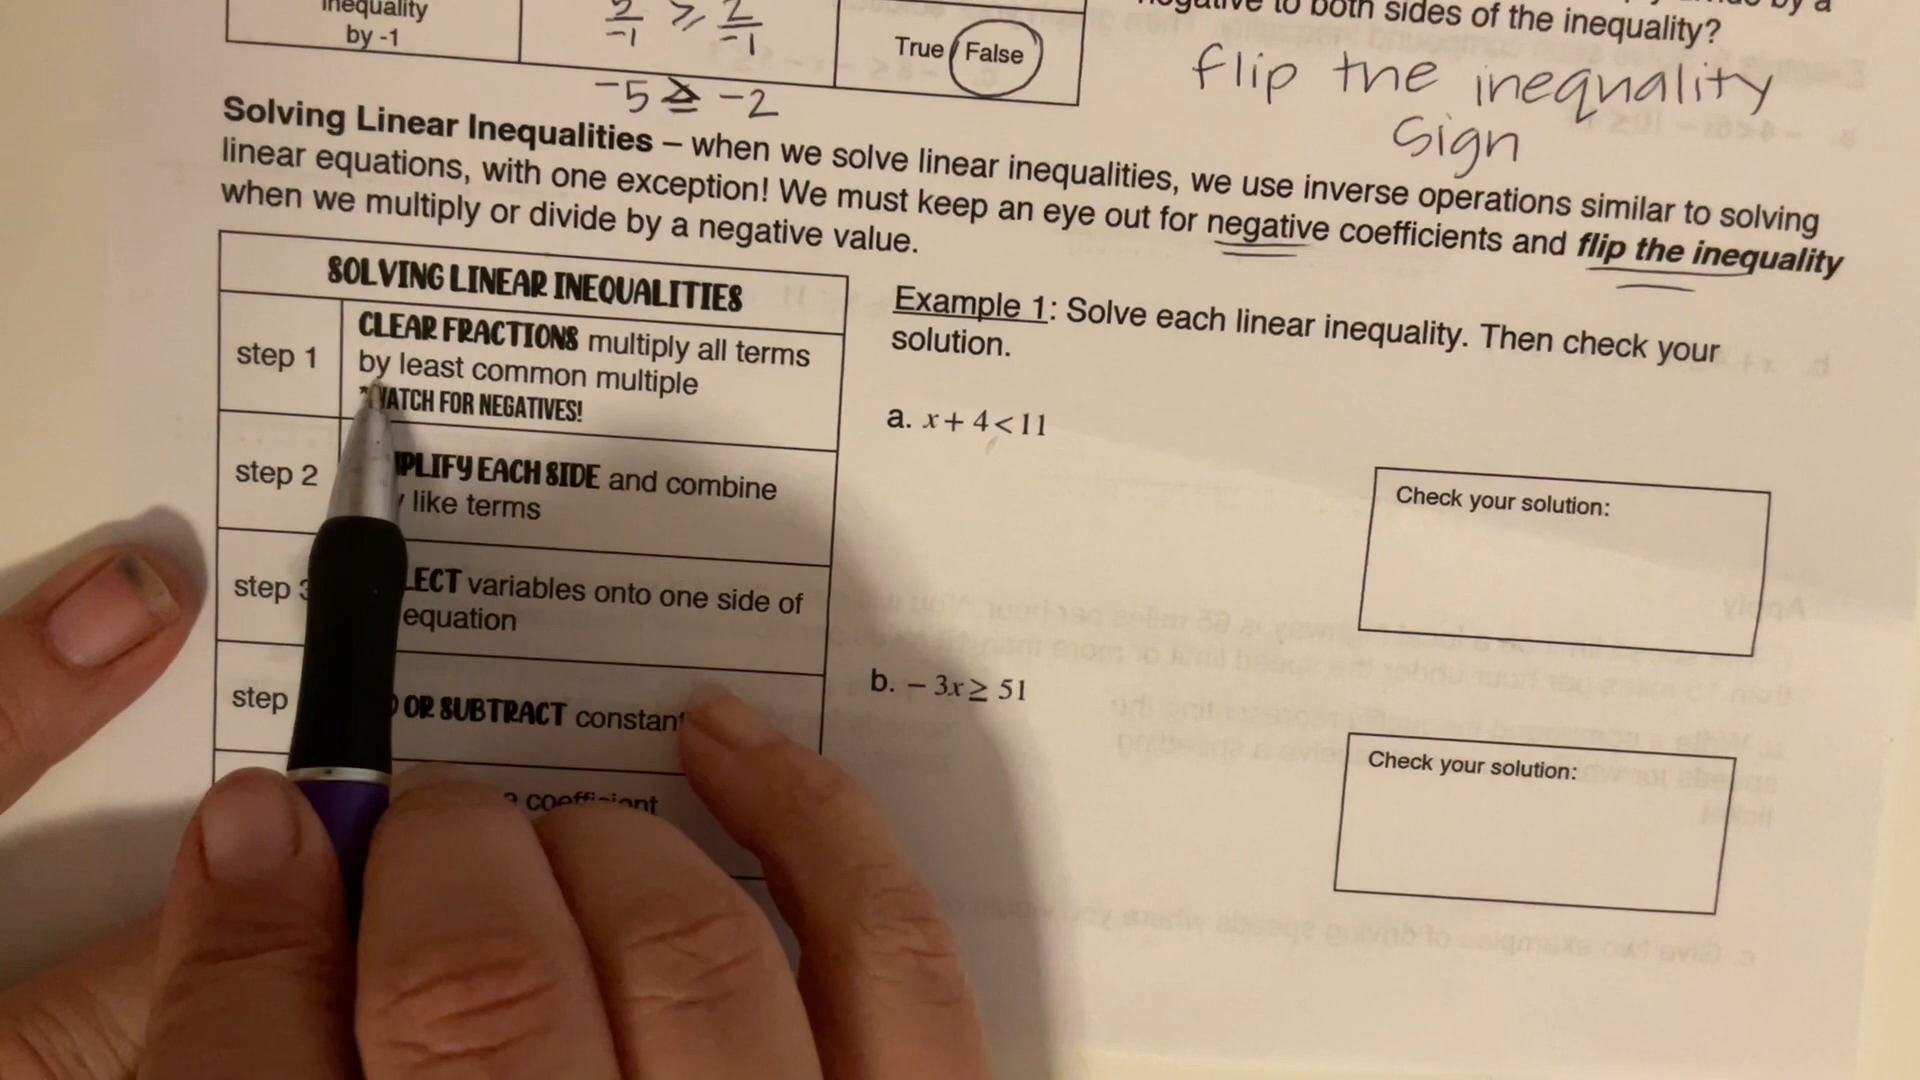 inequality
by -1
5/-1 ≥ 2/-1
-5 ≥ -2
True / False
to both sides of the inequality?
flip the inequality
sign
Solving Linear Inequalities – when we solve linear inequalities, we use inverse operations similar to solving
linear equations, with one exception! We must keep an eye out for negative coefficients and flip the inequality
when we multiply or divide by a negative value.
SOLVING LINEAR INEQUALITIES
step 1
CLEAR FRACTIONS multiply all terms
by least common multiple
*WATCH FOR NEGATIVES!
step 2
PLIFY EACH SIDE and combine
like terms
step 3
LECT variables onto one side of
equation
step
OR SUBTRACT constant
coefficient
Example 1: Solve each linear inequality. Then check your
solution.
a. x + 4 < 11
Check your solution:
b. – 3x ≥ 51
Check your solution: